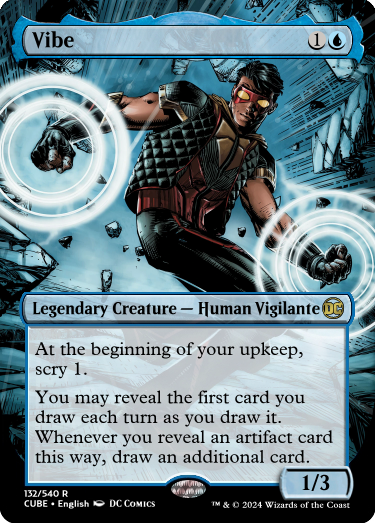 Vibe 1
Legendary Creature — Human Vigilante DC
At the beginning of your upkeep,
scry 1.
You may reveal the first card you
draw each turn as you draw it.
Whenever you reveal an artifact card
this way, draw an additional card.
1/3
132/540 R
CUBE • English DC COMICS ™ & © 2024 Wizards of the Coast